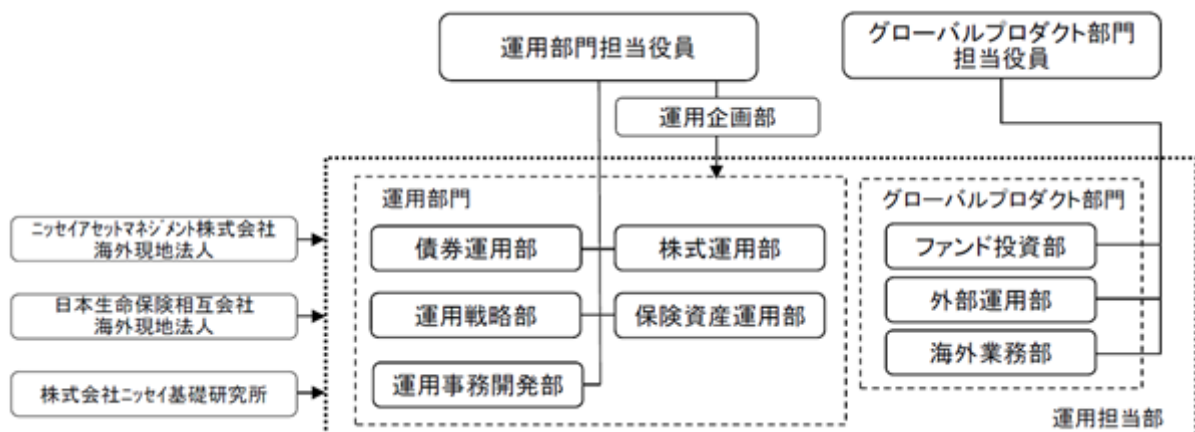 運用部門担当役員
グローバルプロダクト部門
担当役員
運用企画部
運用部門
グローバルプロダクト部門
ﾆｯｾｲｱｾｯﾄﾏﾈｼﾞﾒﾝﾄ株式会社
海外現地法人
債券運用部
株式運用部
ファンド投資部
日本生命保険相互会社
海外現地法人
運用戦略部
保険資産運用部
外部運用部
海外業務部
株式会社ﾆｯｾｲ基礎研究所
運用事務開発部
運用担当部